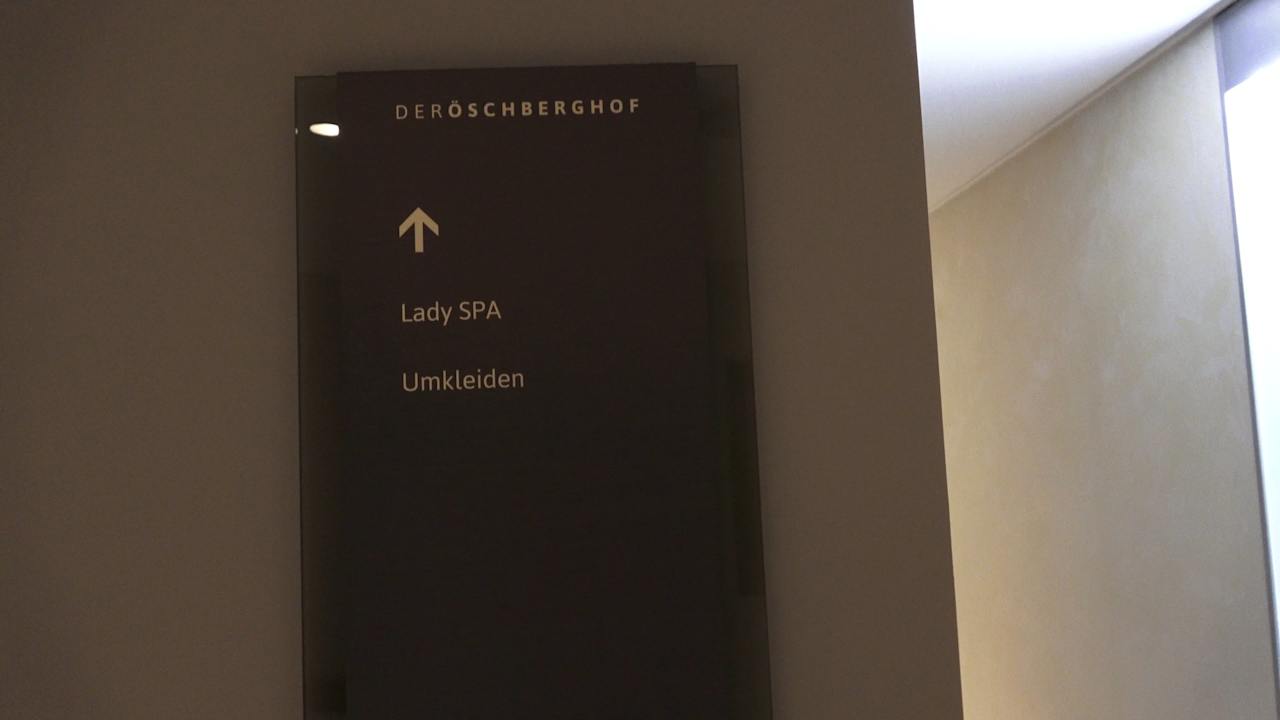 DERÖSCHBERGHOF
Lady SPA
Umkleiden